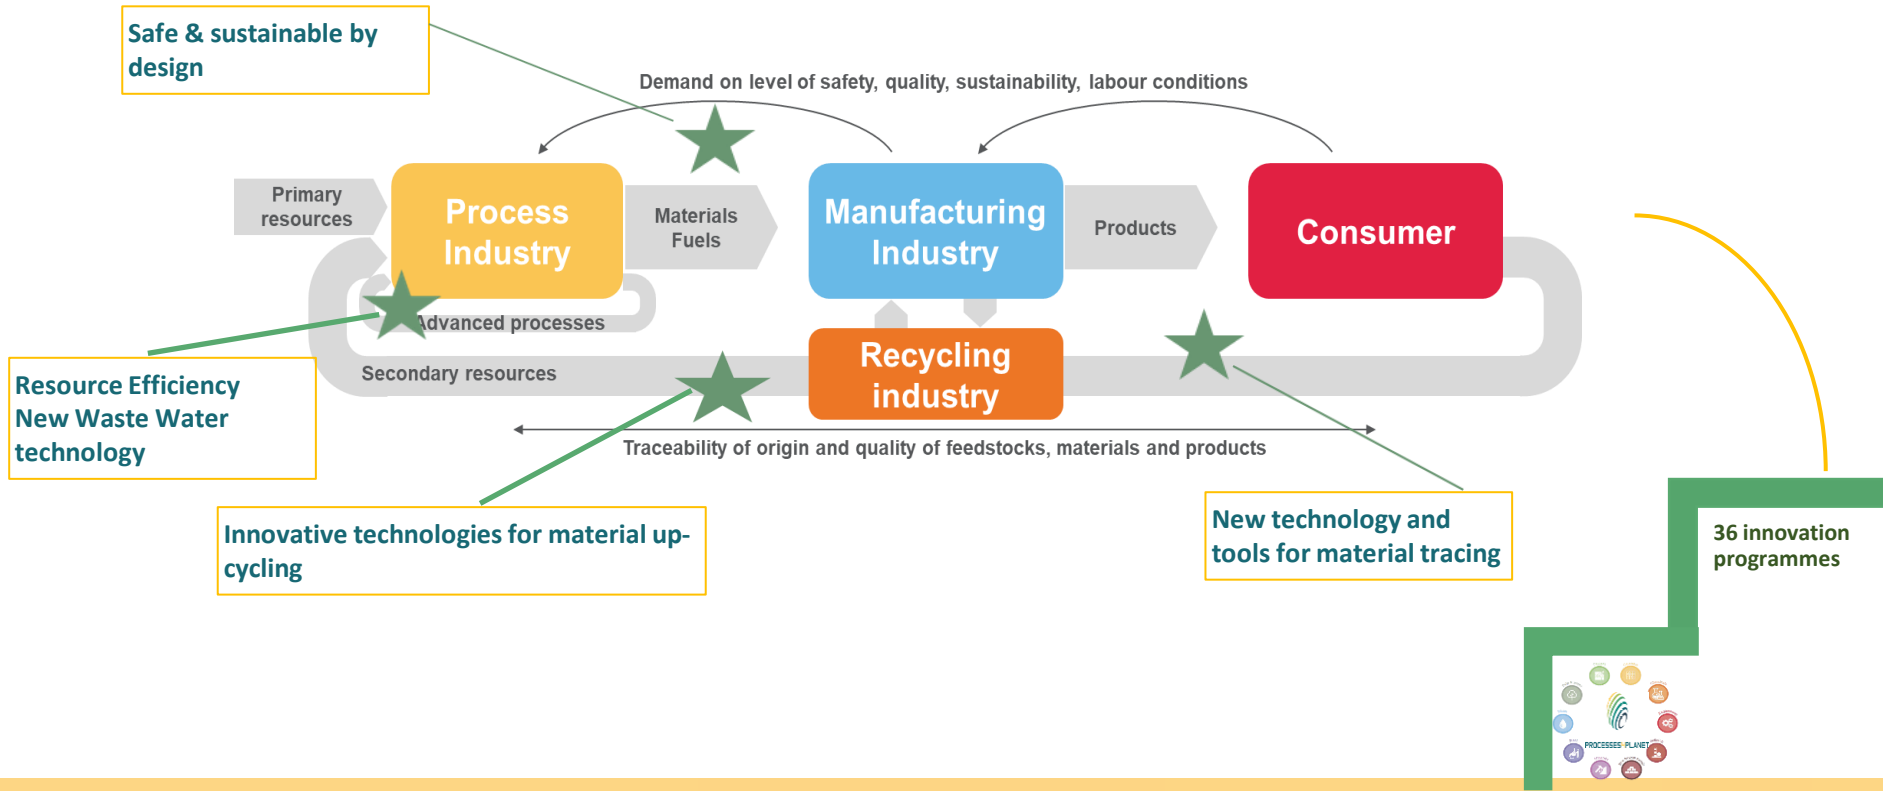 Safe & sustainable by
design
Demand on level of safety, quality, sustainability, labour conditions
Primary
resources
Process
Industry
Materials
Fuels
Manufacturing
Industry
Products
Consumer
Advanced processes
Secondary resources
Recycling
industry
Traceability of origin and quality of feedstocks, materials and products
Resource Efficiency
New Waste Water
technology
Innovative technologies for material up-
cycling
New technology and
tools for material tracing
36 innovation
programmes
PROCESSES PLANET